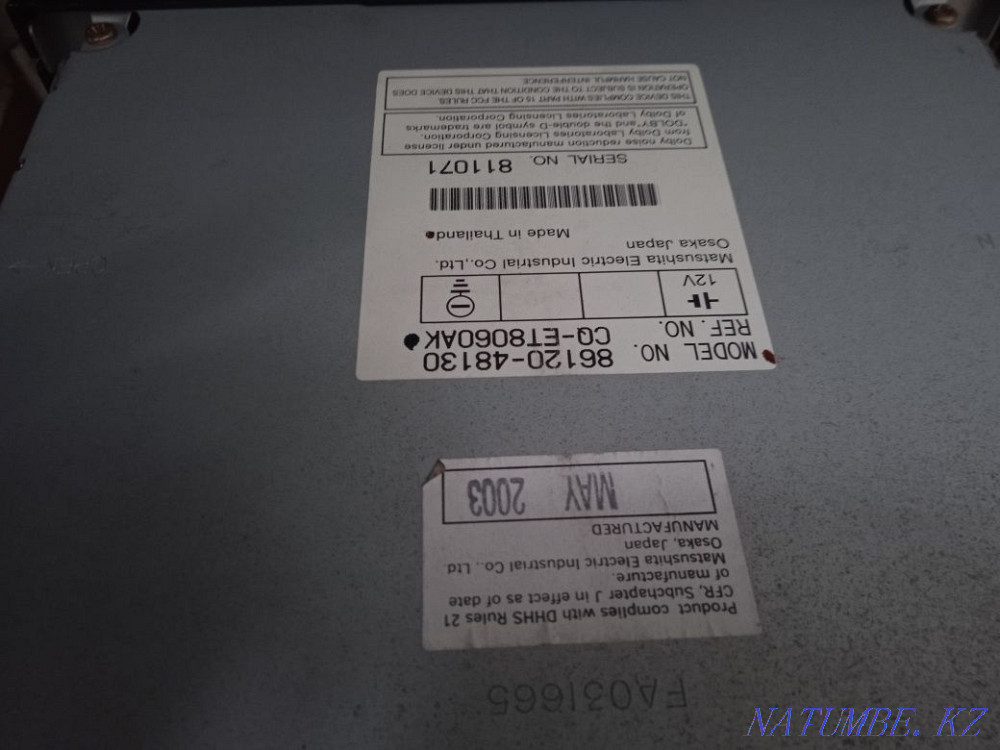 MODEL NO. 86120-48130
REF. NO. CQ-ET8060AK
12V
Matsushita Electric Industrial Co.,Ltd.
Osaka Japan
Made in Thailand
SERIAL NO. 811071
Dolby noise reduction manufactured under license
from Dolby Laboratories Licensing Corporation.
"DOLBY" and the double-D symbol are trademarks
of Dolby Laboratories Licensing Corporation.
THIS DEVICE COMPLIES WITH PART 15 OF THE FCC RULES.
OPERATION IS SUBJECT TO THE CONDITION THAT THIS DEVICE DOES
NOT CAUSE HARMFUL INTERFERENCE.
FA031665
Product complies with DHHS Rules 21
CFR, Subchapter J in effect as of date
of manufacture.
Matsushita Electric Industrial Co., Ltd.
Osaka, Japan
MANUFACTURED
MAY 2003
NATUMBE.KZ